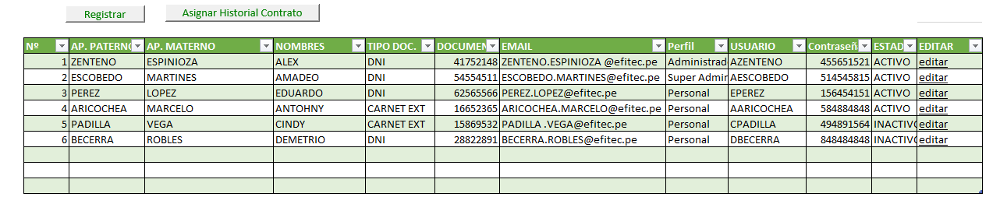 Registrar
Asignar Historial Contrato
Nº AP. PATERNO AP. MATERNO NOMBRES TIPO DOC. DOCUMEN EMAIL Perfil USUARIO Contraseñ ESTAD EDITAR
1 ZENTENO ESPINIOZA ALEX DNI 41752148 ZENTENO.ESPINIOZA @efitec.pe Administrad AZENTENO 455651521 ACTIVO editar
2 ESCOBEDO MARTINES AMADEO DNI 54554511 ESCOBEDO.MARTINES@efitec.pe Super Admir AESCOBEDO 514545815 ACTIVO editar
3 PEREZ LOPEZ EDUARDO DNI 62565566 PEREZ.LOPEZ@efitec.pe Personal EPEREZ 156454151 ACTIVO editar
4 ARICOCHEA MARCELO ANTOHNY CARNET EXT 16652365 ARICOCHEA.MARCELO@efitec.pe Personal AARICOCHEA 584884848 ACTIVO editar
5 PADILLA VEGA CINDY CARNET EXT 15869532 PADILLA .VEGA@efitec.pe Personal CPADILLA 494891564 INACTIVO editar
6 BECERRA ROBLES DEMETRIO DNI 28822891 BECERRA.ROBLES@efitec.pe Personal DBECERRA 848484848 INACTIVO editar